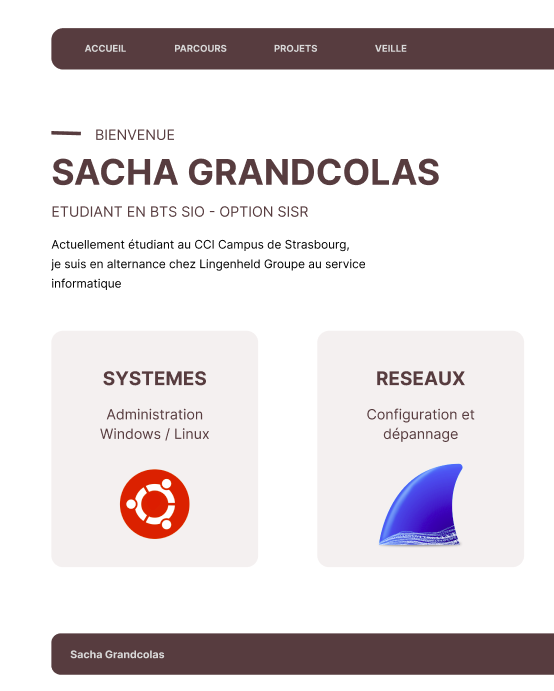 ACCUEIL PARCOURS PROJETS VEILLE
BIENVENUE
SACHA GRANDCOLAS
ETUDIANT EN BTS SIO - OPTION SISR
Actuellement étudiant au CCI Campus de Strasbourg,
je suis en alternance chez Lingenheld Groupe au service
informatique
SYSTEMES
Administration
Windows / Linux
RESEAUX
Configuration et
dépannage
Sacha Grandcolas